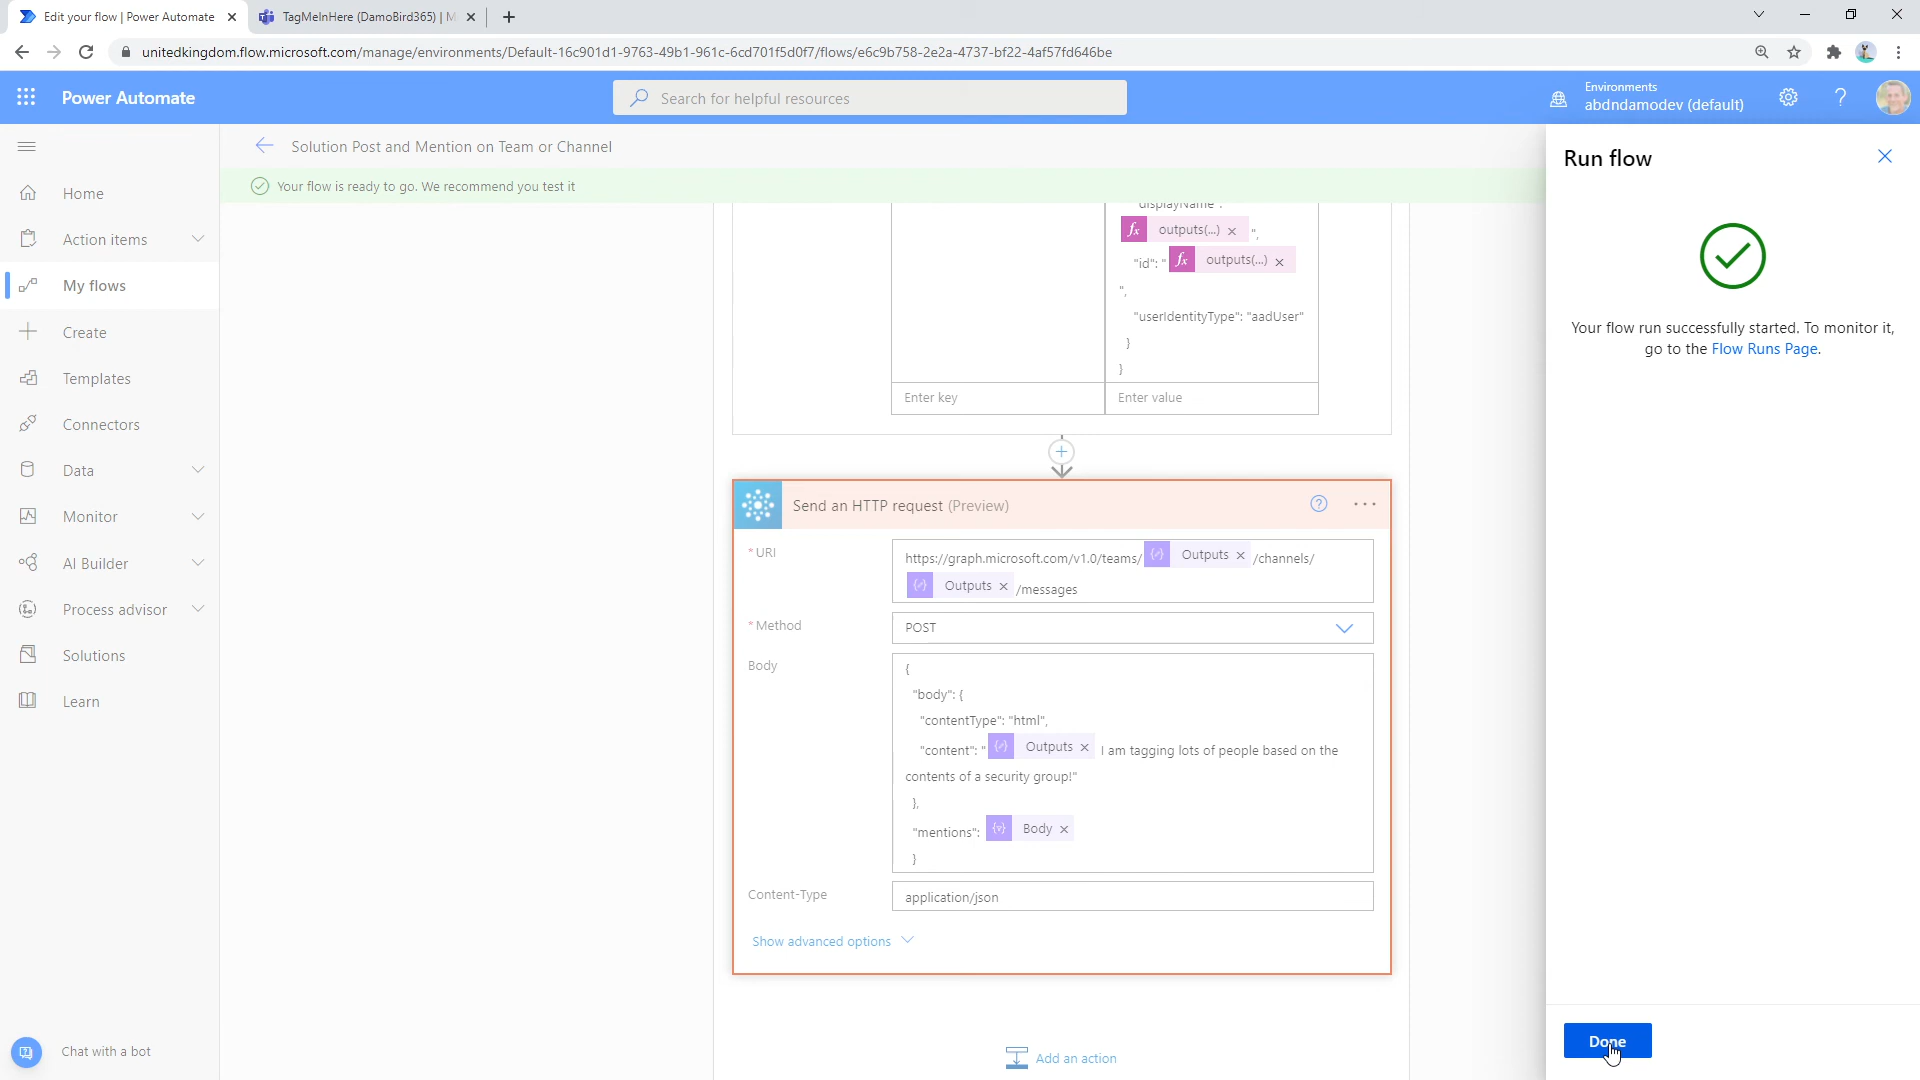 Edit your flow | Power Automate
TagMeInHere (DamoBird365) | M
unitedkingdom.flow.microsoft.com/manage/environments/Default-16c901d1-9763-49b1-961c-6cd701f5d0f7/flows/e6c9b758-2e2a-4737-bf22-4af57fd646be
Power Automate
Search for helpful resources
Environments
abdndamodev (default)
Home
Action items
My flows
Create
Templates
Connectors
Data
Monitor
AI Builder
Process advisor
Solutions
Learn
Chat with a bot
Solution Post and Mention on Team or Channel
Your flow is ready to go. We recommend you test it
"displayName":
fx outputs(...) ",
"id": " fx outputs(...)
",
"userIdentityType": "aadUser"
}
}
Enter key
Enter value
Send an HTTP request (Preview)
* URI
https://graph.microsoft.com/v1.0/teams/ Outputs /channels/
Outputs /messages
* Method
POST
Body
{
"body": {
"contentType": "html",
"content": " Outputs I am tagging lots of people based on the
contents of a security group!"
},
"mentions": Body
}
Content-Type
application/json
Show advanced options
Add an action
Run flow
Your flow run successfully started. To monitor it,
go to the Flow Runs Page.
Done